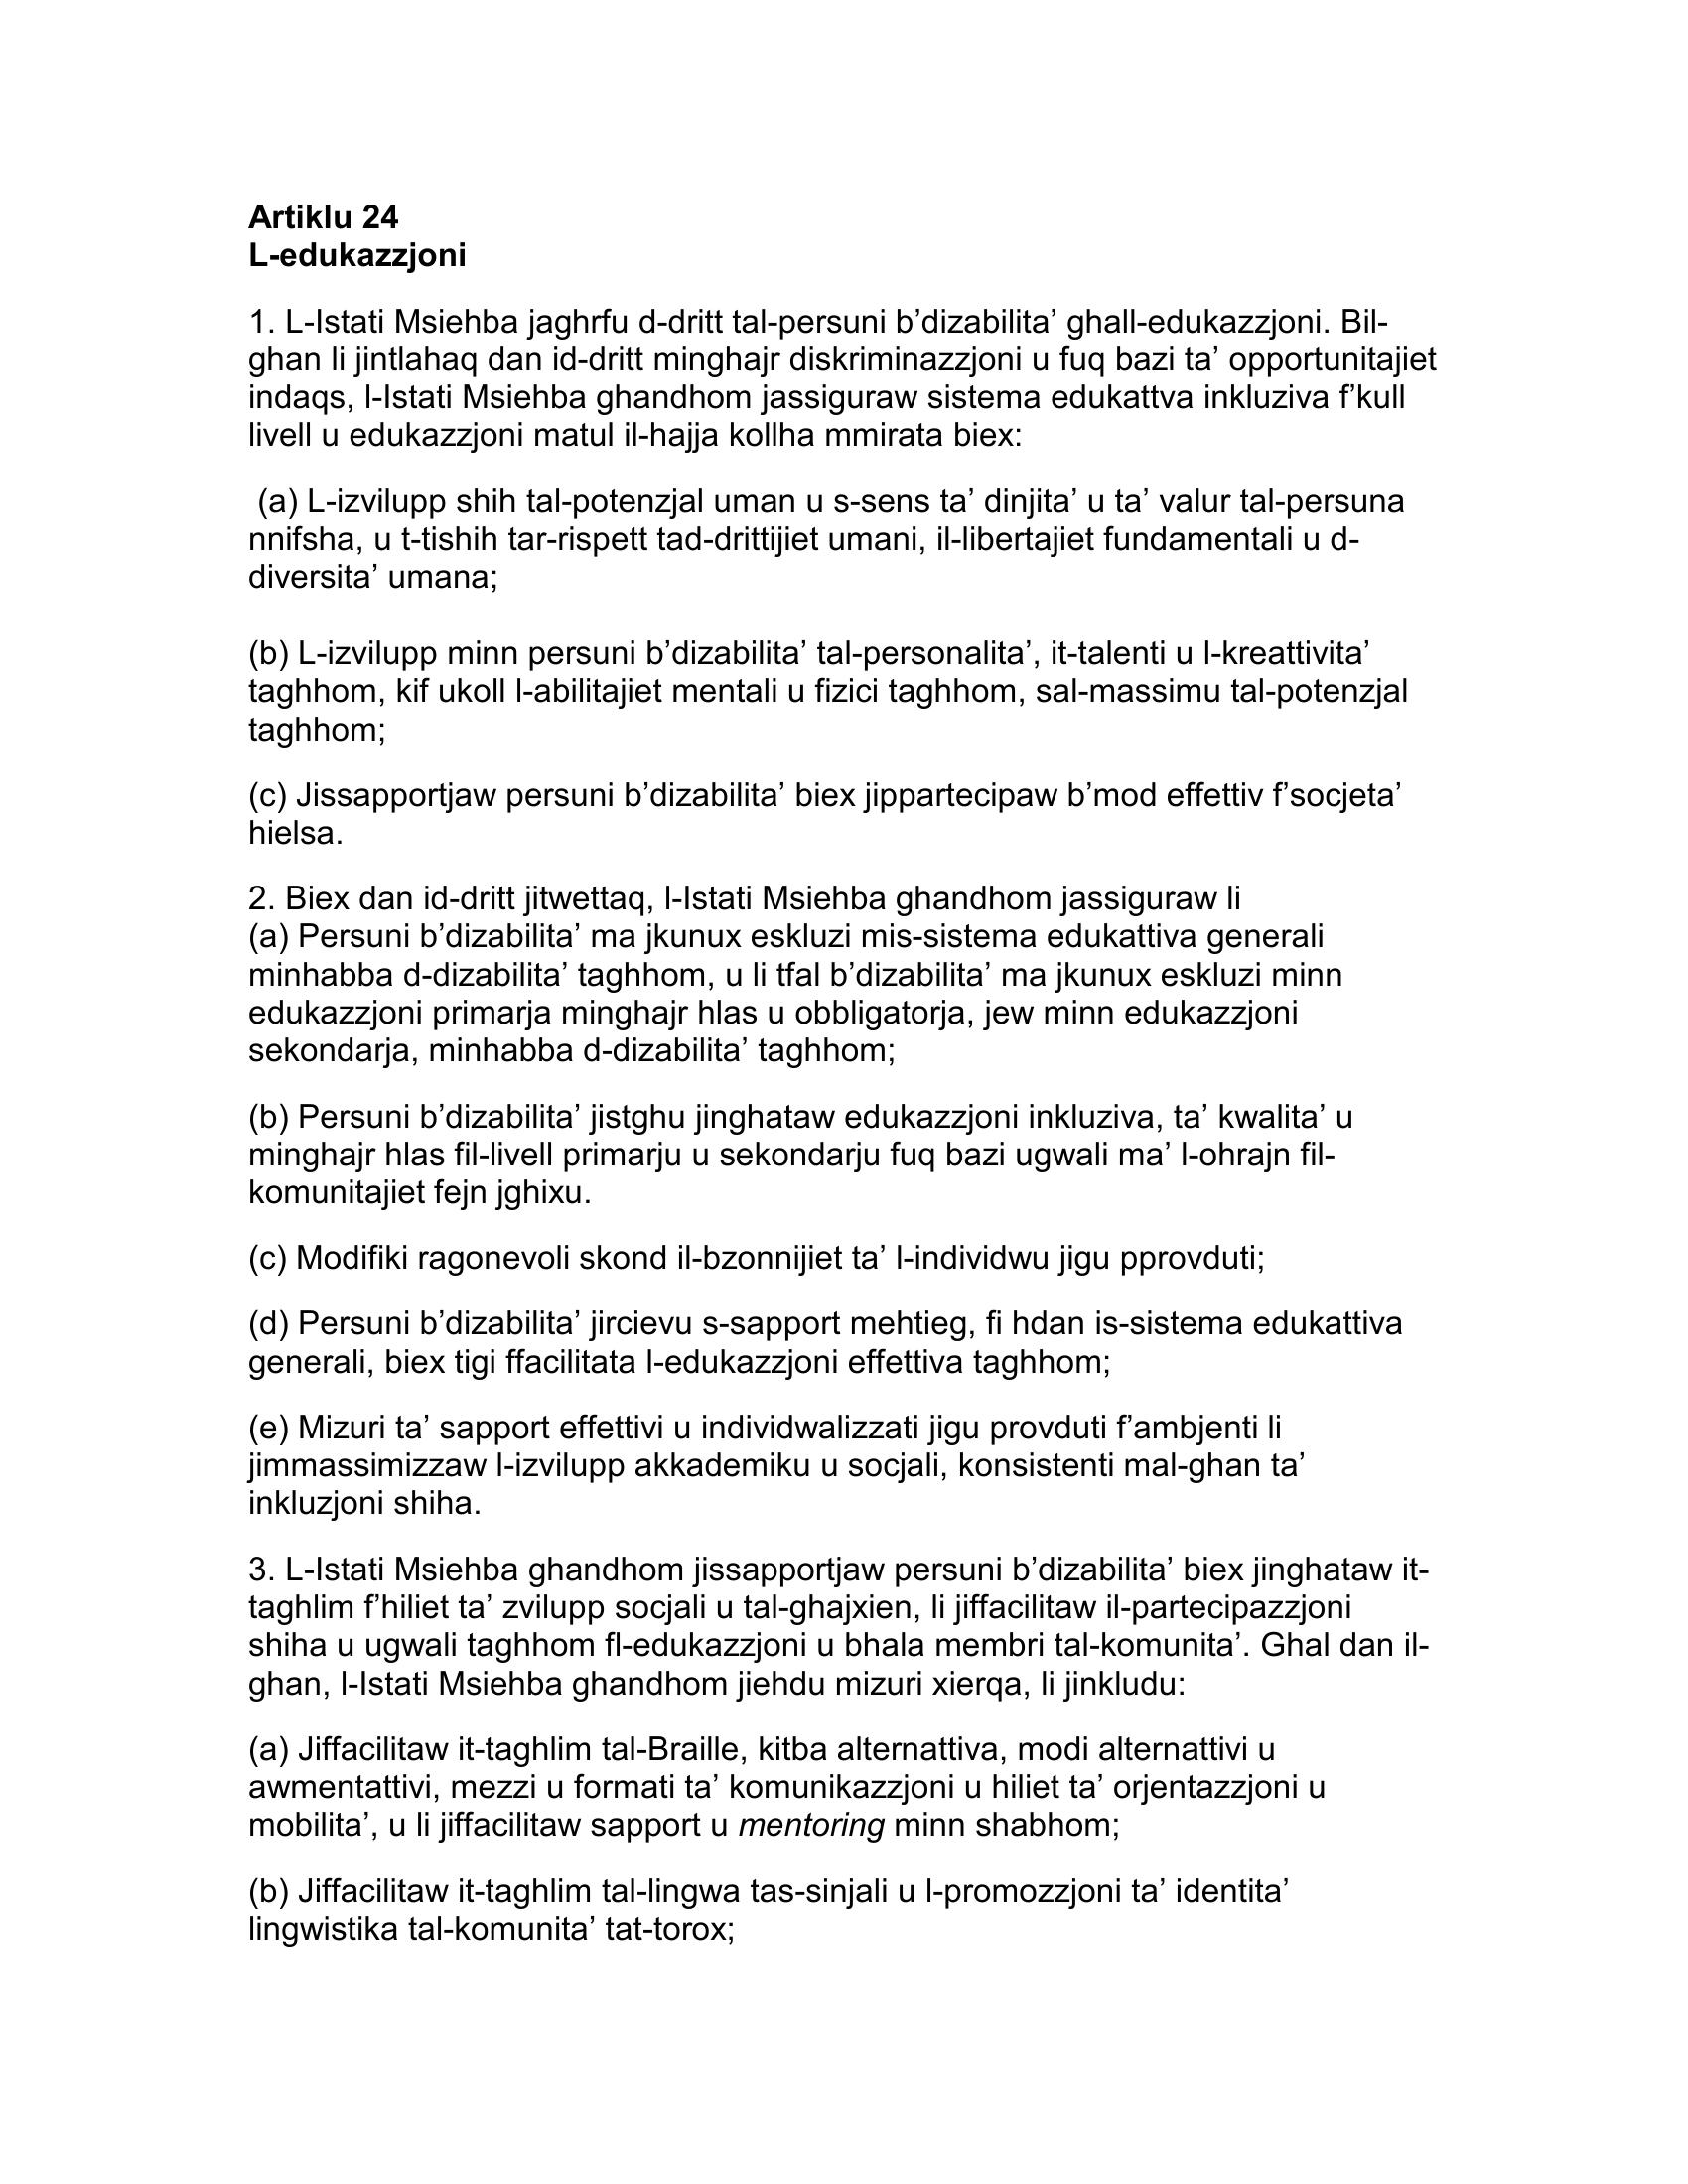 Artiklu 24
L-edukazzjoni
1. L-Istati Msiehba jaghrfu d-dritt tal-persuni b’dizabilita’ ghall-edukazzjoni. Bil-
ghan li jintlahaq dan id-dritt minghajr diskriminazzjoni u fuq bazi ta’ opportunitajiet
indaqs, l-Istati Msiehba ghandhom jassiguraw sistema edukattva inkluziva f’kull
livell u edukazzjoni matul il-hajja kollha mmirata biex:
(a) L-izvilupp shih tal-potenzjal uman u s-sens ta’ dinjita’ u ta’ valur tal-persuna
nnifsha, u t-tishih tar-rispett tad-drittijiet umani, il-libertajiet fundamentali u d-
diversita’ umana;
(b) L-izvilupp minn persuni b’dizabilita’ tal-personalita’, it-talenti u l-kreattivita’
taghhom, kif ukoll l-abilitajiet mentali u fizici taghhom, sal-massimu tal-potenzjal
taghhom;
(c) Jissapportjaw persuni b’dizabilita’ biex jippartecipaw b’mod effettiv f’socjeta’
hielsa.
2. Biex dan id-dritt jitwettaq, l-Istati Msiehba ghandhom jassiguraw li
(a) Persuni b’dizabilita’ ma jkunux eskluzi mis-sistema edukattiva generali
minhabba d-dizabilita’ taghhom, u li tfal b’dizabilita’ ma jkunux eskluzi minn
edukazzjoni primarja minghajr hlas u obbligatorja, jew minn edukazzjoni
sekondarja, minhabba d-dizabilita’ taghhom;
(b) Persuni b’dizabilita’ jistghu jinghataw edukazzjoni inkluziva, ta’ kwalita’ u
minghajr hlas fil-livell primarju u sekondarju fuq bazi ugwali ma’ l-ohrajn fil-
komunitajiet fejn jghixu.
(c) Modifiki ragonevoli skond il-bzonnijiet ta’ l-individwu jigu pprovduti;
(d) Persuni b’dizabilita’ jircievu s-sapport mehtieg, fi hdan is-sistema edukattiva
generali, biex tigi ffacilitata l-edukazzjoni effettiva taghhom;
(e) Mizuri ta’ sapport effettivi u individwalizzati jigu provduti f’ambjenti li
jimmassimizzaw l-izvilupp akkademiku u socjali, konsistenti mal-ghan ta’
inkluzjoni shiha.
3. L-Istati Msiehba ghandhom jissapportjaw persuni b’dizabilita’ biex jinghataw it-
taghlim f’hiliet ta’ zvilupp socjali u tal-ghajxien, li jiffacilitaw il-partecipazzjoni
shiha u ugwali taghhom fl-edukazzjoni u bhala membri tal-komunita’. Ghal dan il-
ghan, l-Istati Msiehba ghandhom jiehdu mizuri xierqa, li jinkludu:
(a) Jiffacilitaw it-taghlim tal-Braille, kitba alternattiva, modi alternattivi u
awmentattivi, mezzi u formati ta’ komunikazzjoni u hiliet ta’ orjentazzjoni u
mobilita’, u li jiffacilitaw sapport u mentoring minn shabhom;
(b) Jiffacilitaw it-taghlim tal-lingwa tas-sinjali u l-promozzjoni ta’ identita’
lingwistika tal-komunita’ tat-torox;